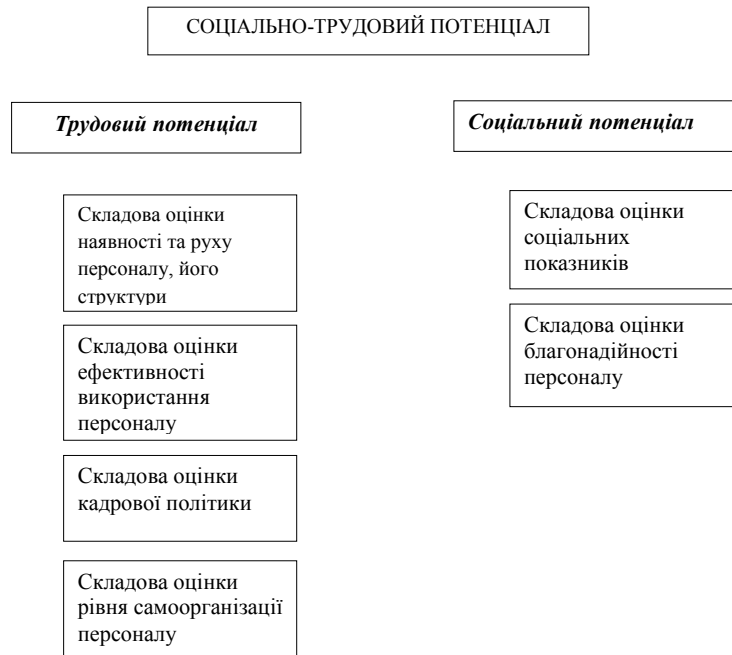 СОЦІАЛЬНО-ТРУДОВИЙ ПОТЕНЦІАЛ
Трудовий потенціал
Соціальний потенціал
Складова оцінки
наявності та руху
персоналу, його
структури
Складова оцінки
ефективності
використання
персоналу
Складова оцінки
кадрової політики
Складова оцінки
рівня самоорганізації
персоналу
Складова оцінки
соціальних
показників
Складова оцінки
благонадійності
персоналу